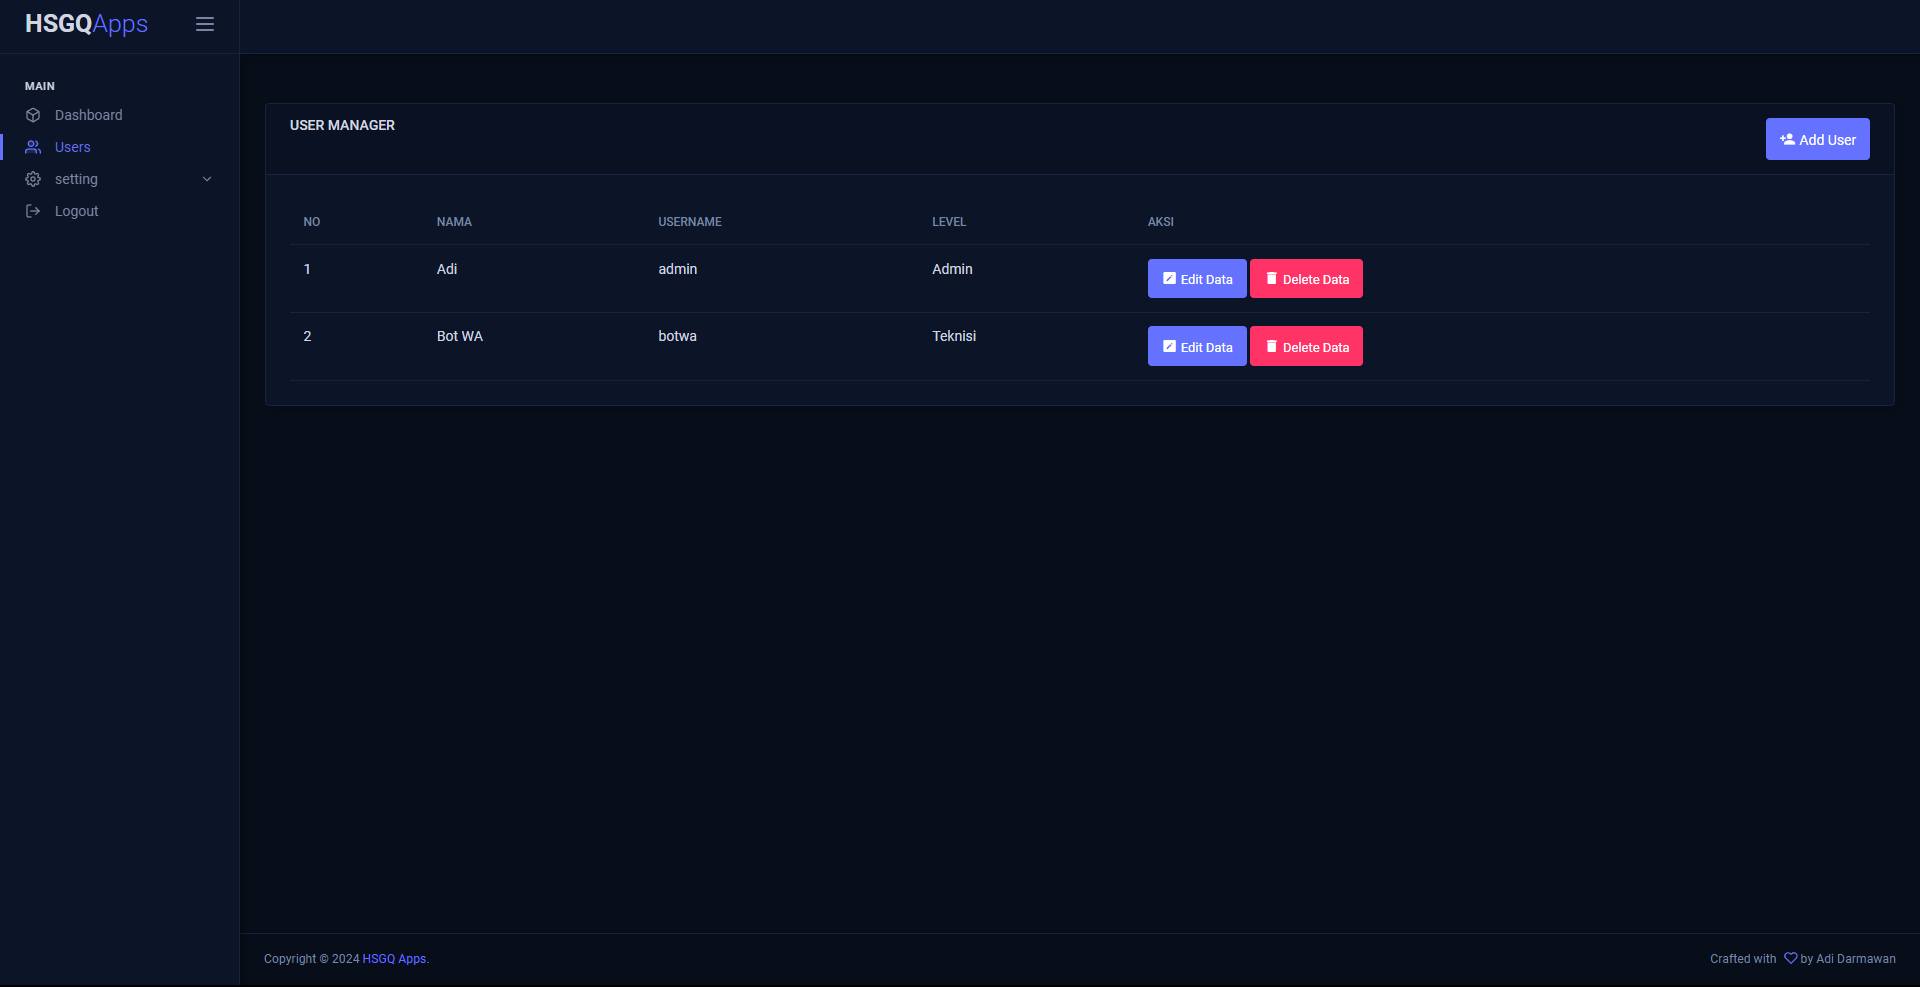 HSGQApps
MAIN
Dashboard
Users
setting
Logout
USER MANAGER
Add User
NO NAMA USERNAME LEVEL AKSI
1 Adi admin Admin Edit Data Delete Data
2 Bot WA botwa Teknisi Edit Data Delete Data
Copyright © 2024 HSGQ Apps.
Crafted with by Adi Darmawan